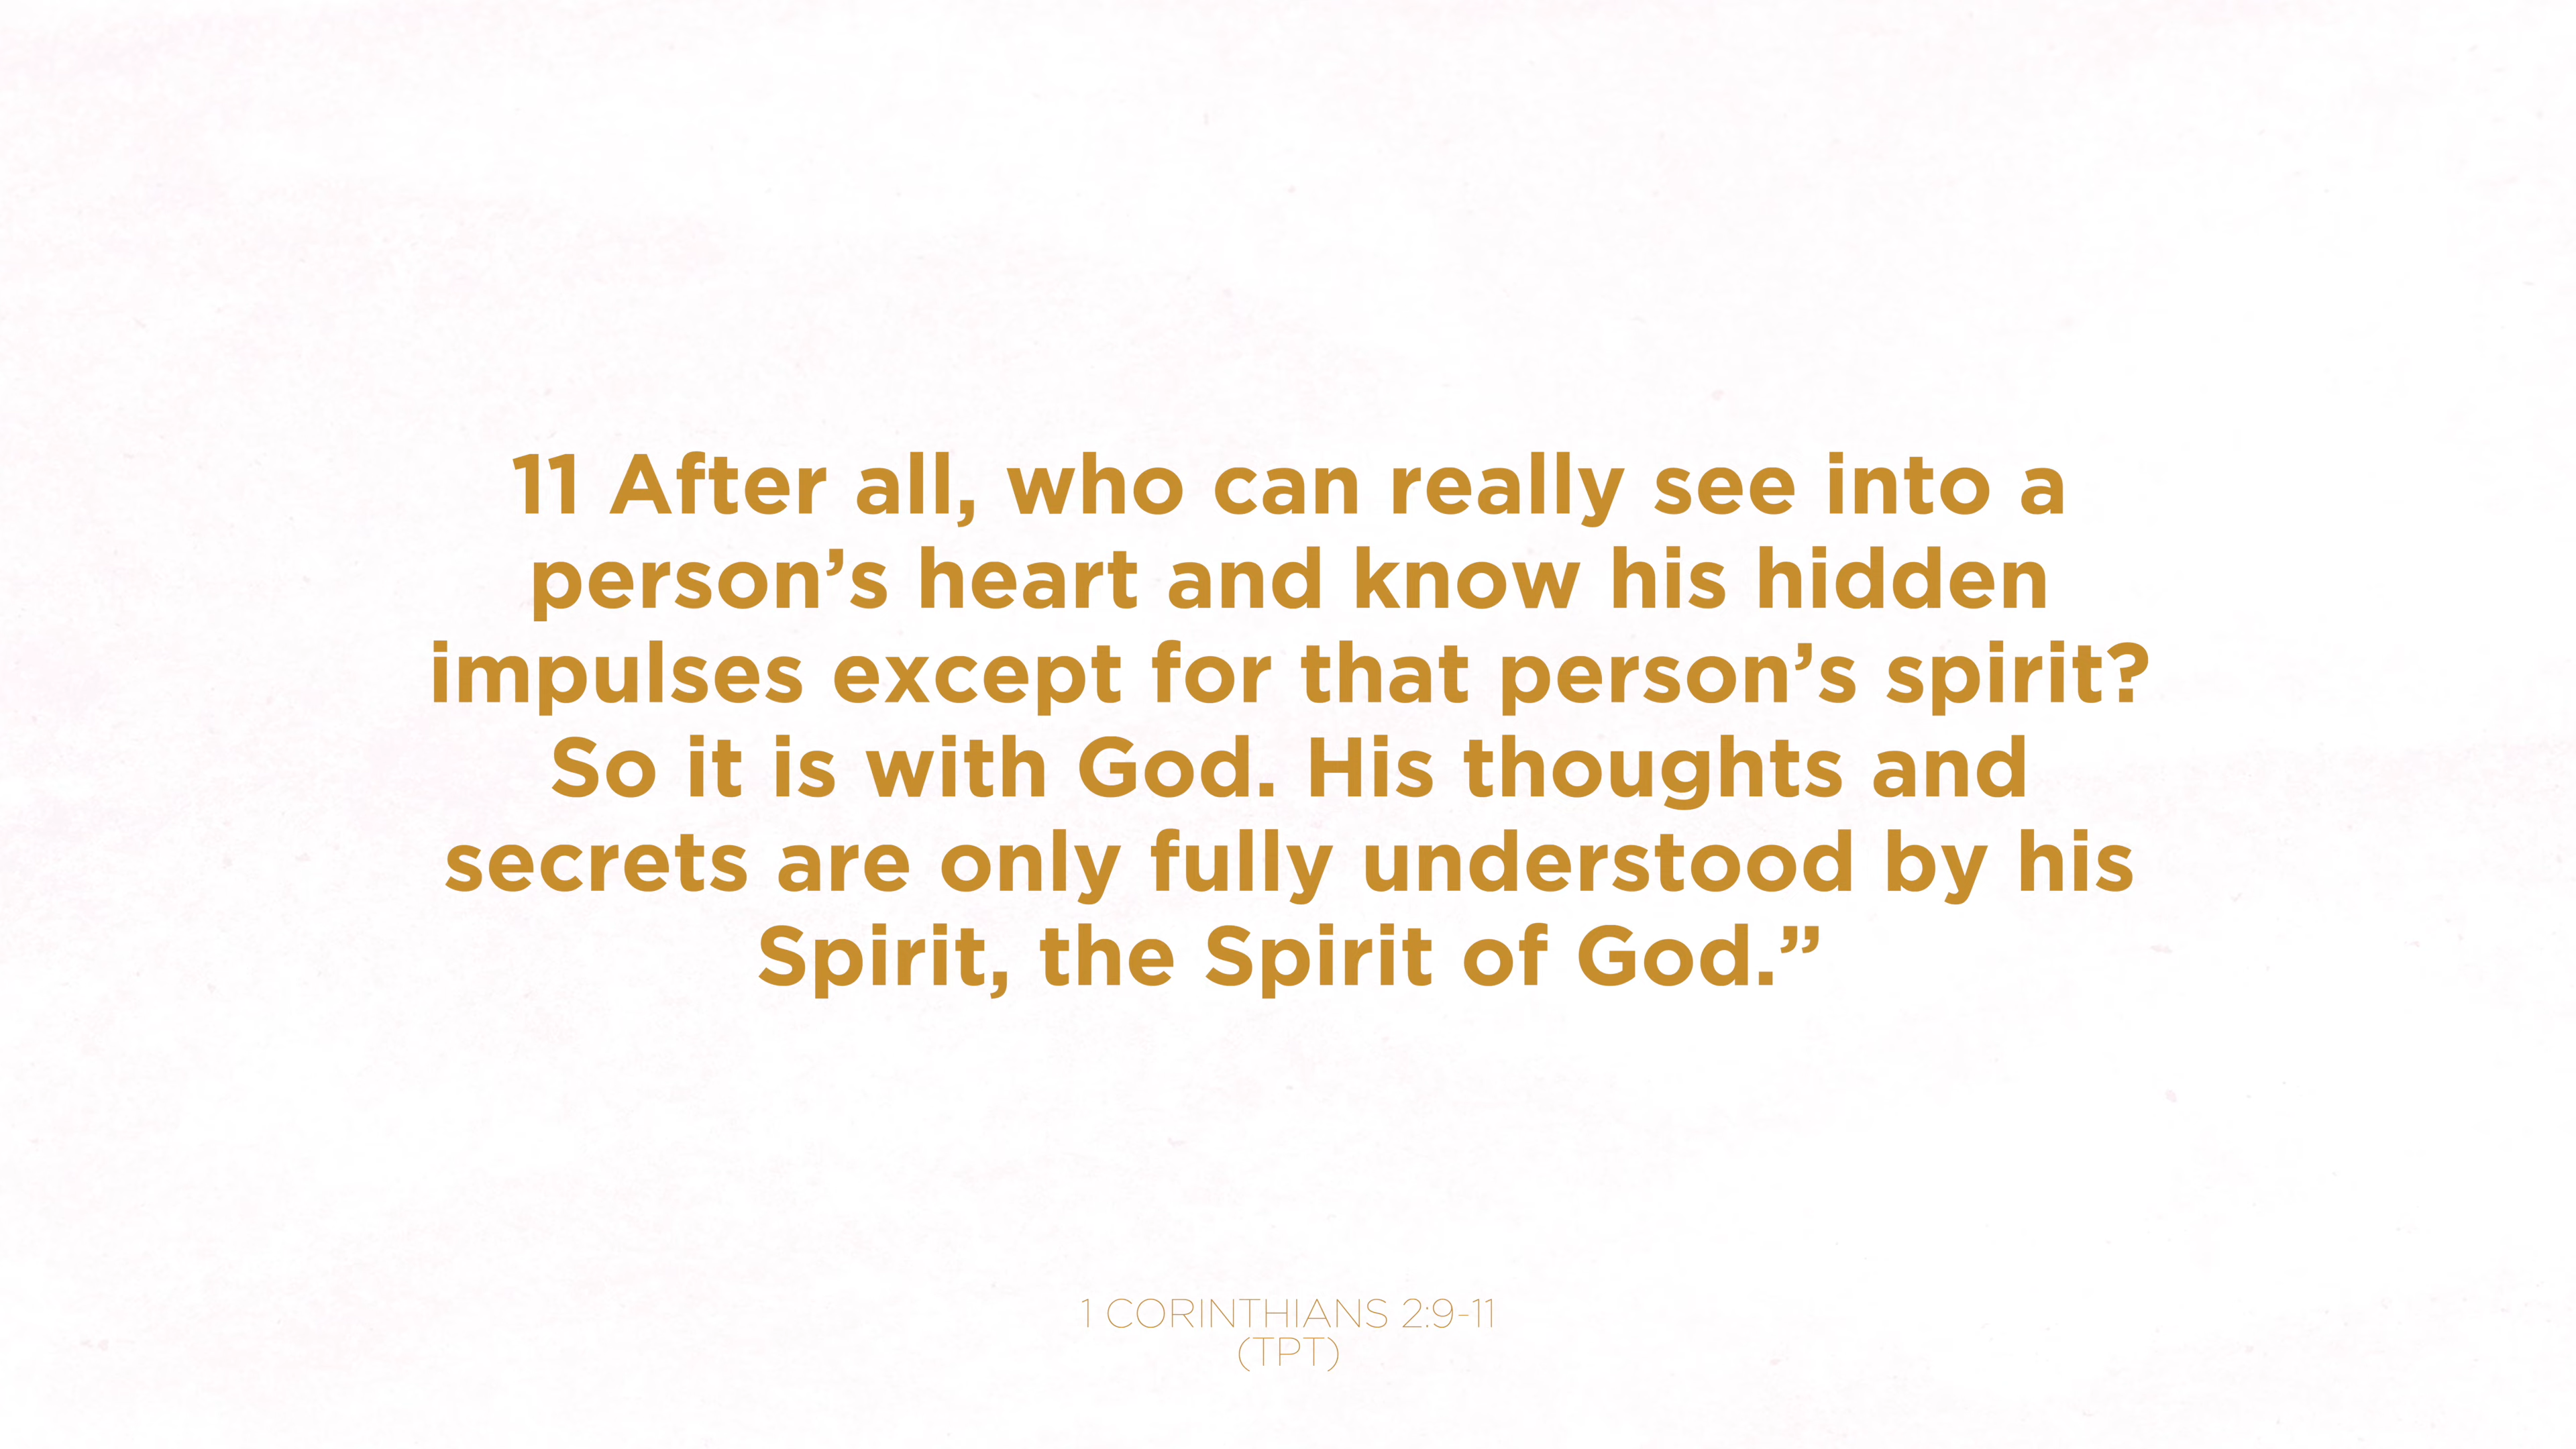 11 After all, who can really see into a
person’s heart and know his hidden
impulses except for that person’s spirit?
So it is with God. His thoughts and
secrets are only fully understood by his
Spirit, the Spirit of God.”
1 CORINTHIANS 2:9-11
(TPT)